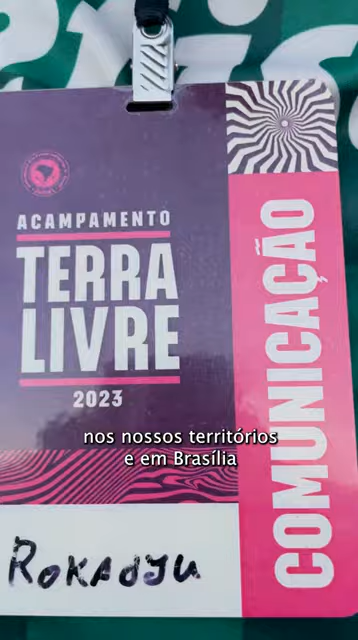 ACAMPAMENTO
TERRA
LIVRE
2023
COMUNICAÇÃO
nos nossos territórios
e em Brasília
ROKADJU